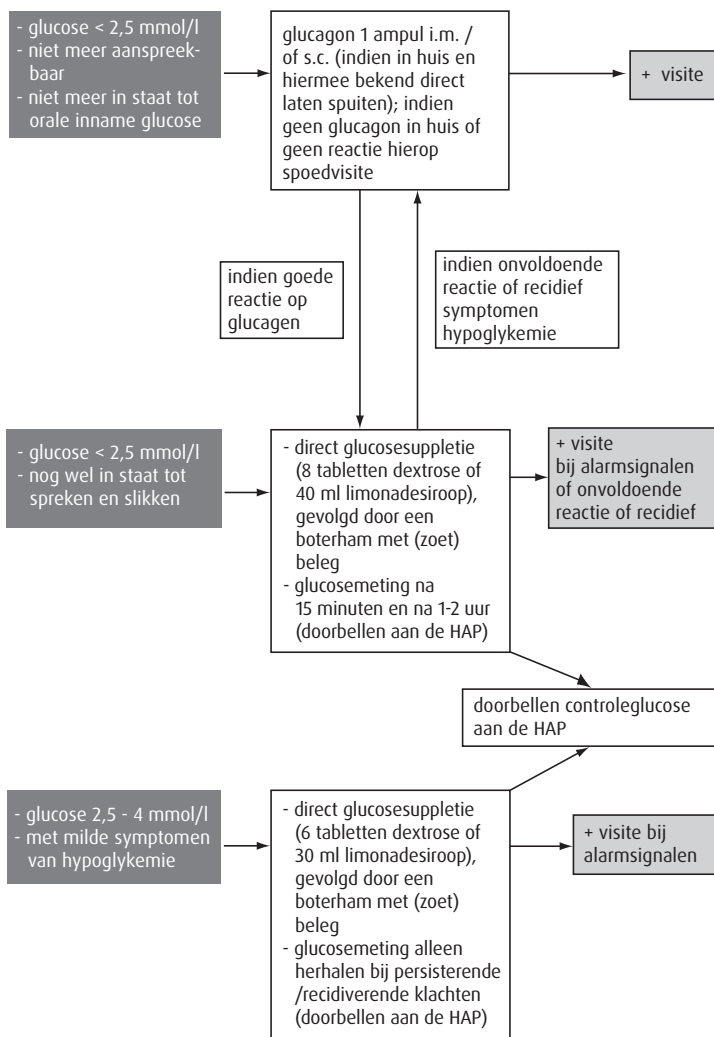 - glucose < 2,5 mmol/l
- niet meer aanspreek-
baar
- niet meer in staat tot
orale inname glucose
glucagon 1 ampul i.m. /
of s.c. (indien in huis en
hiermee bekend direct
laten spuiten); indien
geen glucagon in huis of
geen reactie hierop
spoedvisite
+ visite
indien goede
reactie op
glucagen
indien onvoldoende
reactie of recidief
symptomen
hypoglykemie
- glucose < 2,5 mmol/l
- nog wel in staat tot
spreken en slikken
- direct glucosesuppletie
(8 tabletten dextrose of
40 ml limonadesiroop),
gevolgd door een
boterham met (zoet)
beleg
- glucosemeting na
15 minuten en na 1-2 uur
(doorbellen aan de HAP)
+ visite
bij alarmsignalen
of onvoldoende
reactie of recidief
doorbellen controleglucose
aan de HAP
- glucose 2,5 - 4 mmol/l
- met milde symptomen
van hypoglykemie
- direct glucosesuppletie
(6 tabletten dextrose of
30 ml limonadesiroop),
gevolgd door een
boterham met (zoet)
beleg
- glucosemeting alleen
herhalen bij persisterende
/recidiverende klachten
(doorbellen aan de HAP)
+ visite bij
alarmsignalen